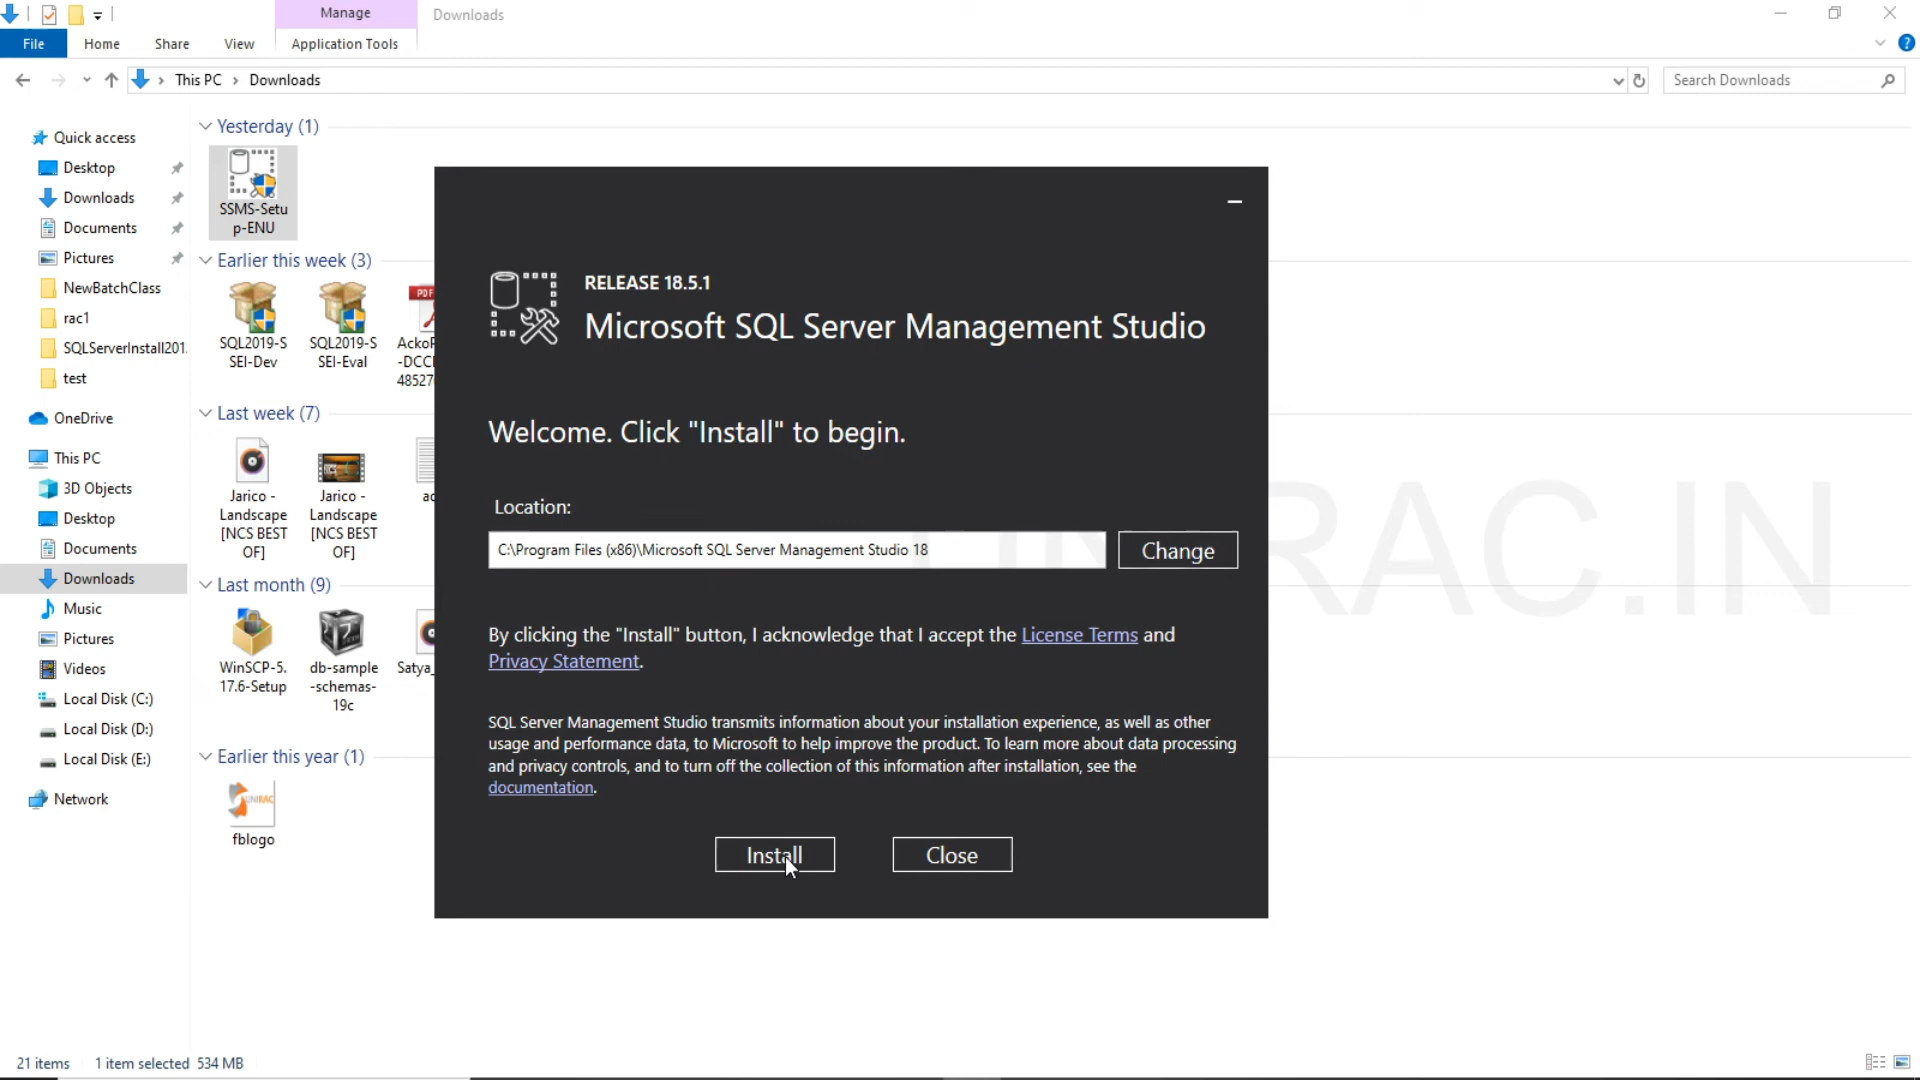 Manage
Downloads
File
Home
Share
View
Application Tools
This PC
Downloads
Search Downloads
Quick access
Desktop
Downloads
Documents
Pictures
NewBatchClass
rac1
SQLServerInstall201
test
OneDrive
This PC
3D Objects
Desktop
Documents
Downloads
Music
Pictures
Videos
Local Disk (C:)
Local Disk (D:)
Local Disk (E:)
Network
Yesterday (1)
SSMS-Setu
p-ENU
Earlier this week (3)
SQL2019-S
SEI-Dev
SQL2019-S
SEI-Eval
PDF
-DCC
48527
Last week (7)
Jarico -
Landscape
[NCS BEST
OF]
Jarico -
Landscape
[NCS BEST
OF]
Last month (9)
WinSCP-5.
17.6-Setup
db-sample
-schemas-
19c
Satya_
Earlier this year (1)
UNIRAC
fblogo
RELEASE 18.5.1
Microsoft SQL Server Management Studio
Welcome. Click "Install" to begin.
Location:
C:\Program Files (x86)\Microsoft SQL Server Management Studio 18
Change
By clicking the "Install" button, I acknowledge that I accept the License Terms and
Privacy Statement.
SQL Server Management Studio transmits information about your installation experience, as well as other
usage and performance data, to Microsoft to help improve the product. To learn more about data processing
and privacy controls, and to turn off the collection of this information after installation, see the
documentation.
Install
Close
RAC.IN
21 items
1 item selected 534 MB